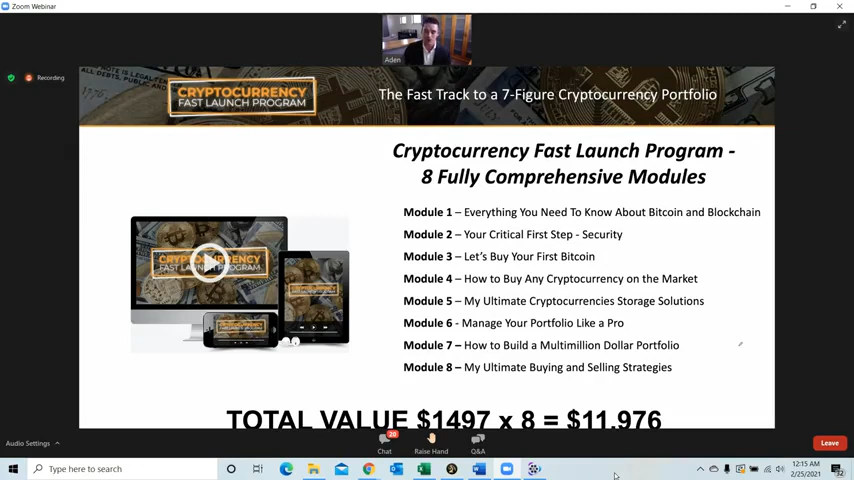 Zoom Webinar
Aden
Recording
CRYPTOCURRENCY
FAST LAUNCH PROGRAM
The Fast Track to a 7-Figure Cryptocurrency Portfolio
Cryptocurrency Fast Launch Program -
8 Fully Comprehensive Modules
Module 1 – Everything You Need To Know About Bitcoin and Blockchain
Module 2 – Your Critical First Step - Security
Module 3 – Let's Buy Your First Bitcoin
Module 4 – How to Buy Any Cryptocurrency on the Market
Module 5 – My Ultimate Cryptocurrencies Storage Solutions
Module 6 - Manage Your Portfolio Like a Pro
Module 7 – How to Build a Multimillion Dollar Portfolio
Module 8 – My Ultimate Buying and Selling Strategies
CRYPTOCURRENCY
FAST LAUNCH PROGRAM
TOTAL VALUE $1497 x 8 = $11,976
Audio Settings
20
Chat
Raise Hand
Q&A
Leave
Type here to search
12:15 AM
2/25/2021